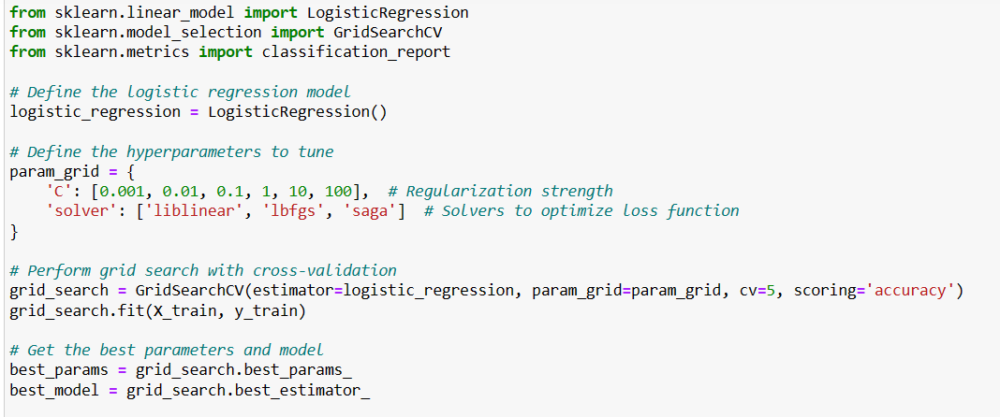 from sklearn.linear_model import LogisticRegression
from sklearn.model_selection import GridSearchCV
from sklearn.metrics import classification_report
# Define the logistic regression model
logistic_regression = LogisticRegression()
# Define the hyperparameters to tune
param_grid = {
    'C': [0.001, 0.01, 0.1, 1, 10, 100],  # Regularization strength
    'solver': ['liblinear', 'lbfgs', 'saga']  # Solvers to optimize loss function
}
# Perform grid search with cross-validation
grid_search = GridSearchCV(estimator=logistic_regression, param_grid=param_grid, cv=5, scoring='accuracy')
grid_search.fit(X_train, y_train)
# Get the best parameters and model
best_params = grid_search.best_params_
best_model = grid_search.best_estimator_